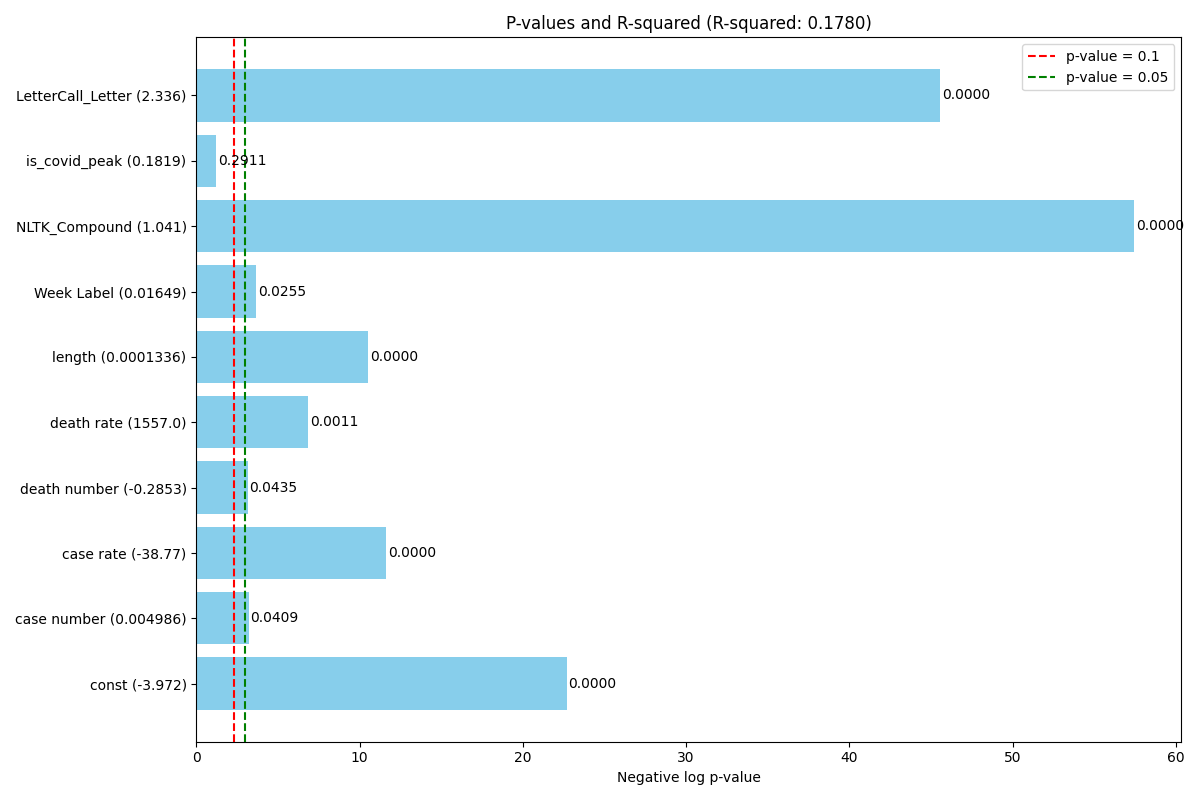 P-values and R-squared (R-squared: 0.1780)
p-value = 0.1
p-value = 0.05
LetterCall_Letter (2.336) 0.0000
is_covid_peak (0.1819) 0.2911
NLTK_Compound (1.041) 0.0000
Week Label (0.01649) 0.0255
length (0.0001336) 0.0000
death rate (1557.0) 0.0011
death number (-0.2853) 0.0435
case rate (-38.77) 0.0000
case number (0.004986) 0.0409
const (-3.972) 0.0000
0 10 20 30 40 50 60
Negative log p-value